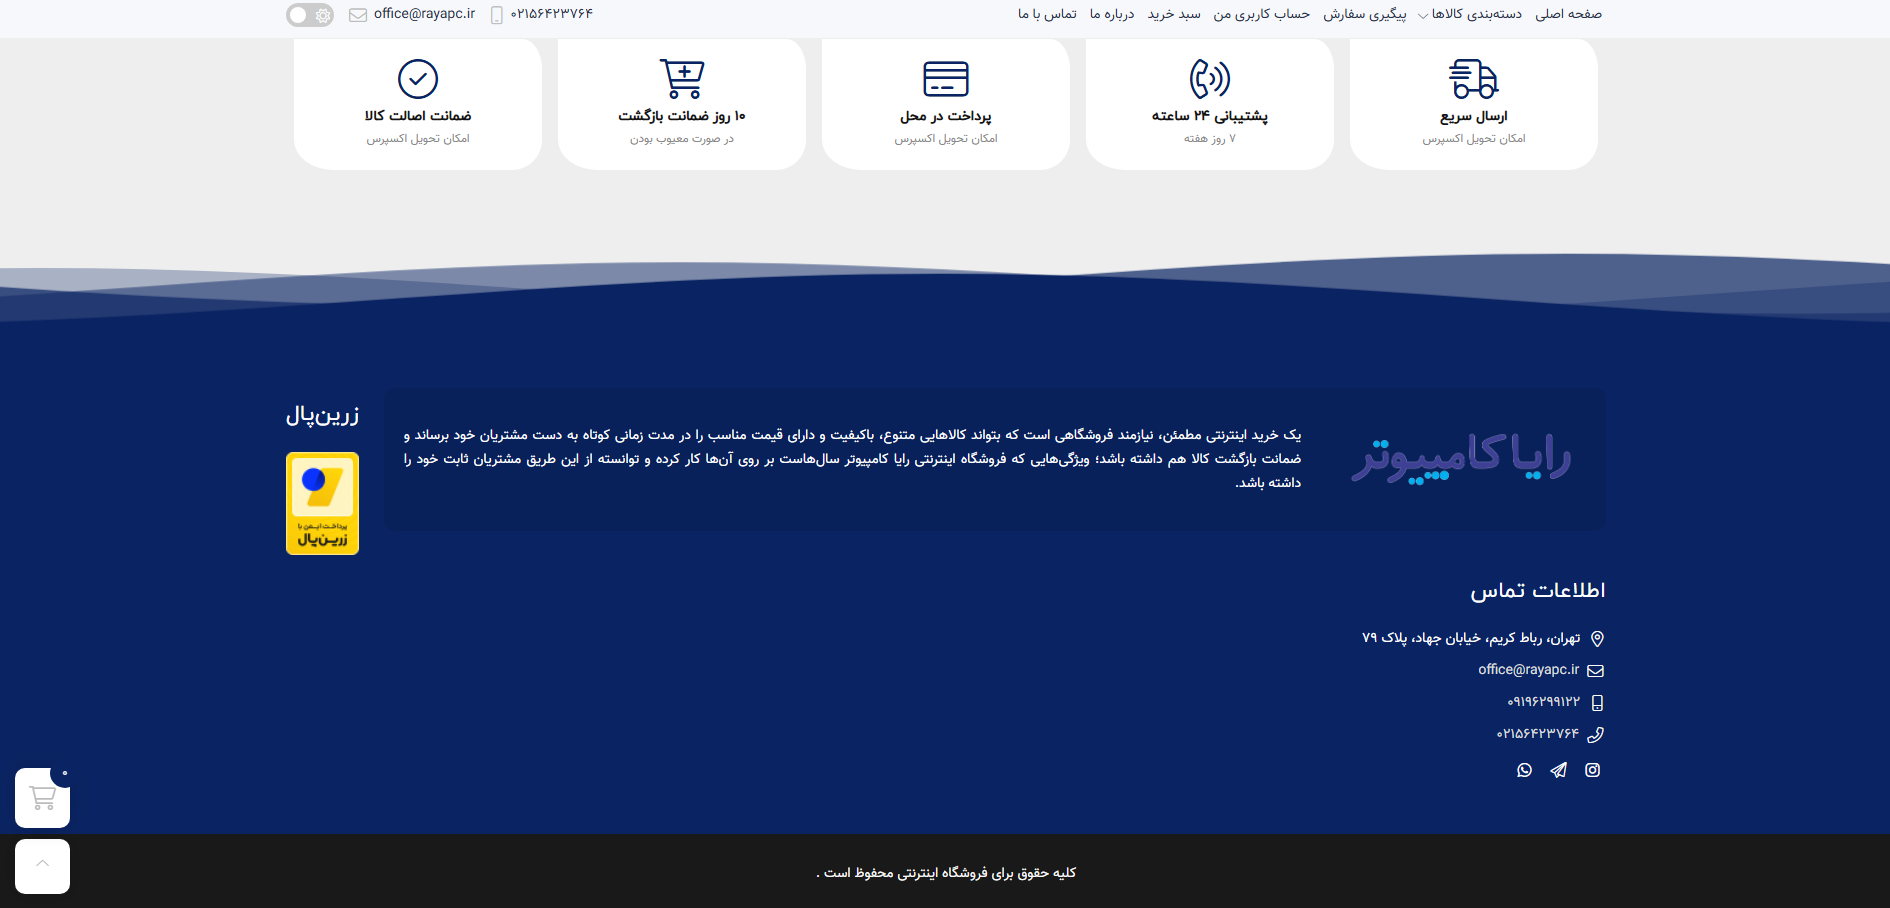 صفحه اصلی
دسته‌بندی کالاها
پیگیری سفارش
حساب کاربری من
سبد خرید
درباره ما
تماس با ما
۰۲۱۵۶۴۲۳۷۶۴
office@rayapc.ir
ارسال سریع
امکان تحویل اکسپرس
پشتیبانی ۲۴ ساعته
۷ روز هفته
پرداخت در محل
امکان تحویل اکسپرس
۱۰ روز ضمانت بازگشت
در صورت معیوب بودن
ضمانت اصالت کالا
امکان تحویل اکسپرس
رایا کامپیوتر
یک خرید اینترنتی مطمئن، نیازمند فروشگاهی است که بتواند کالاهایی متنوع، باکیفیت و دارای قیمت مناسب را در مدت زمانی کوتاه به دست مشتریان خود برساند و
ضمانت بازگشت کالا هم داشته باشد؛ ویژگی‌هایی که فروشگاه اینترنتی رایا کامپیوتر سال‌هاست بر روی آن‌ها کار کرده و توانسته از این طریق مشتریان ثابت خود را
داشته باشد.
زرین‌پال
پرداخت ایمن با
زرین‌پال
اطلاعات تماس
تهران، رباط کریم، خیابان جهاد، پلاک ۷۹
office@rayapc.ir
۰۹۱۹۶۲۹۹۱۲۲
۰۲۱۵۶۴۲۳۷۶۴
۰
کلیه حقوق برای فروشگاه اینترنتی محفوظ است .